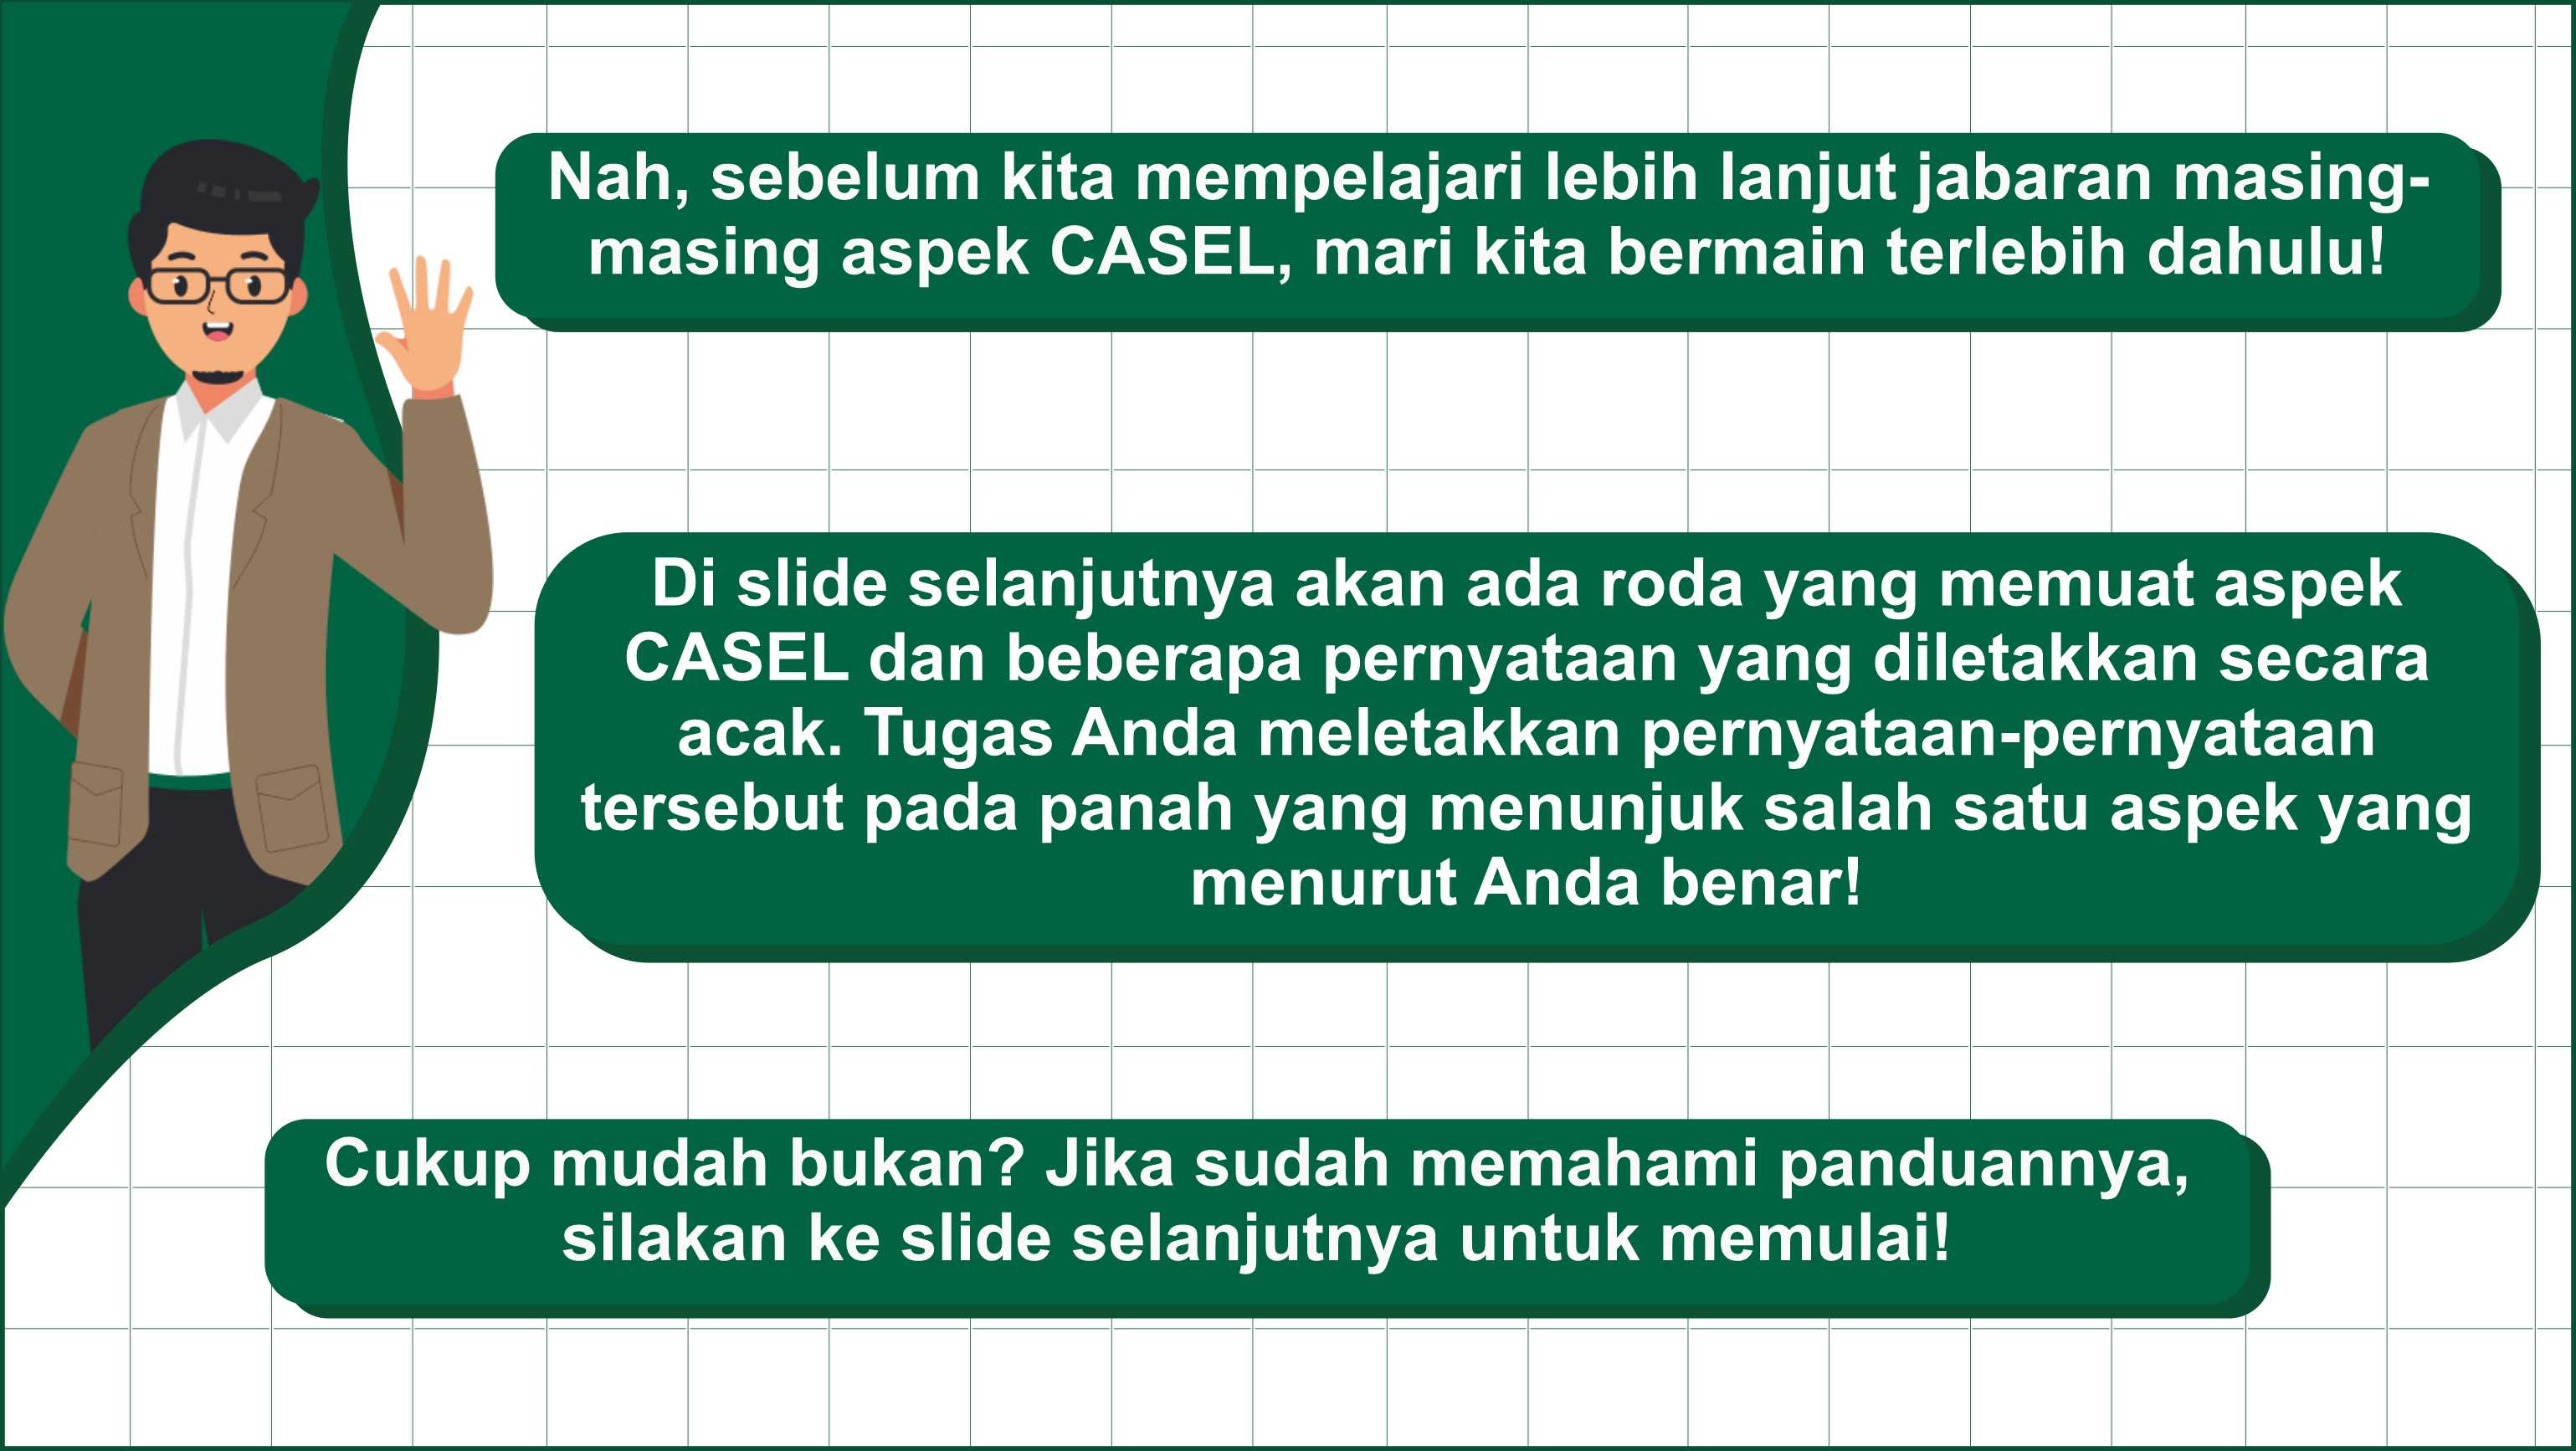 Nah, sebelum kita mempelajari lebih lanjut jabaran masing-
masing aspek CASEL, mari kita bermain terlebih dahulu!
Di slide selanjutnya akan ada roda yang memuat aspek
CASEL dan beberapa pernyataan yang diletakkan secara
acak. Tugas Anda meletakkan pernyataan-pernyataan
tersebut pada panah yang menunjuk salah satu aspek yang
menurut Anda benar!
Cukup mudah bukan? Jika sudah memahami panduannya,
silakan ke slide selanjutnya untuk memulai!